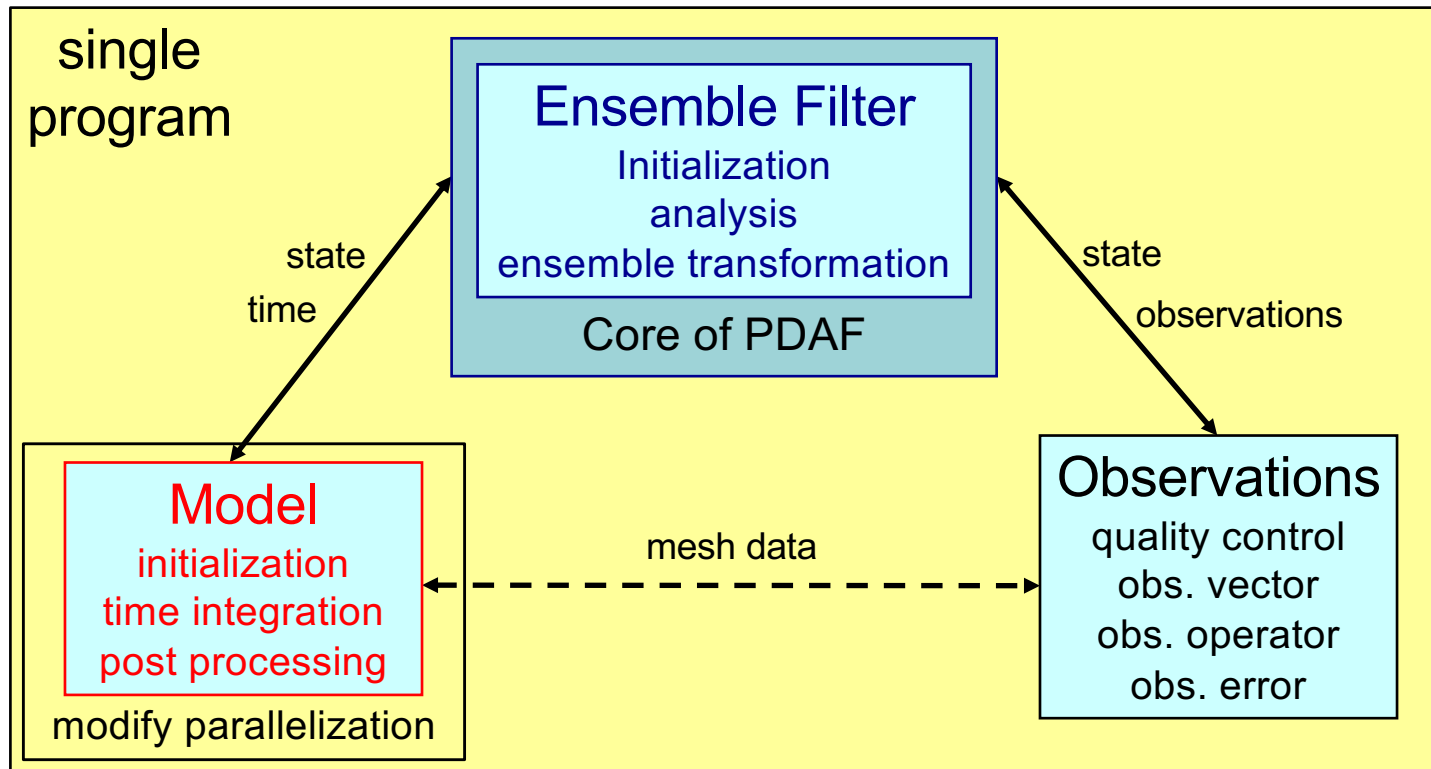 single
program
Ensemble Filter
Initialization
analysis
ensemble transformation
Core of PDAF
state
time
state
observations
Model
initialization
time integration
post processing
modify parallelization
mesh data
Observations
quality control
obs. vector
obs. operator
obs. error